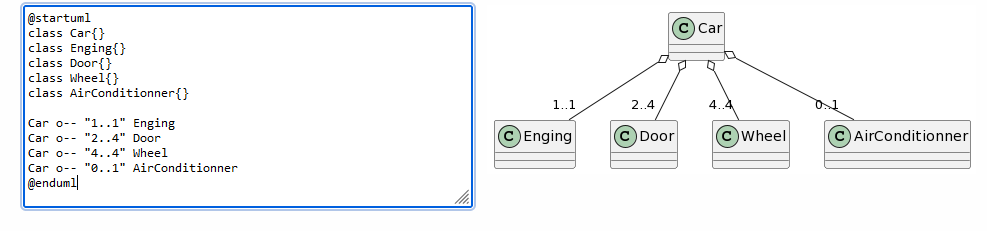 @startuml
class Car{}
class Enging{}
class Door{}
class Wheel{}
class AirConditionner{}
Car o-- "1..1" Enging
Car o-- "2..4" Door
Car o-- "4..4" Wheel
Car o-- "0..1" AirConditionner
@enduml
C Car
1..1 2..4 4..4 0..1
C Enging C Door C Wheel C AirConditionner